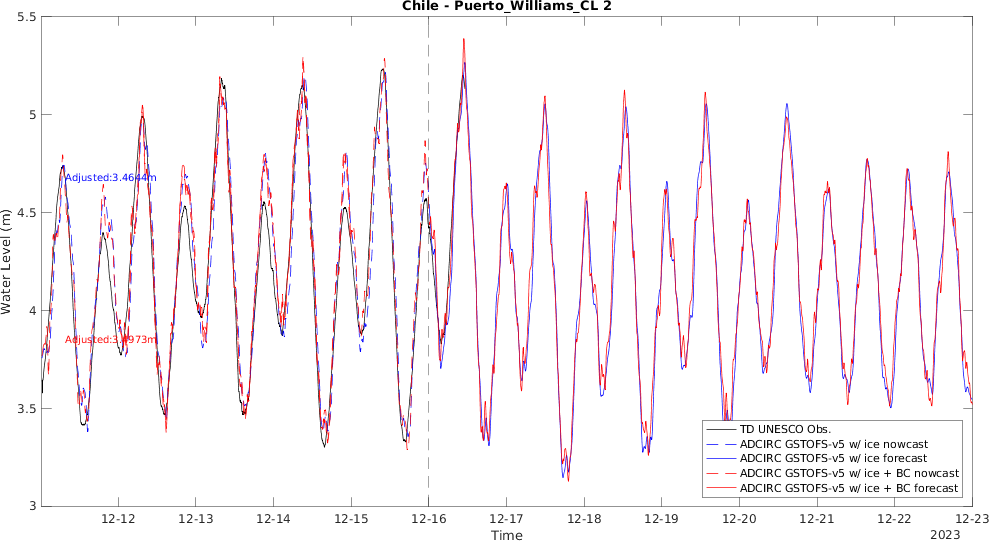 Chile - Puerto_Williams_CL 2
5.5
5
4.5
4
3.5
3
Water Level (m)
Adjusted:3.4644m
Adjusted:3.4973m
TD UNESCO Obs.
ADCIRC GSTOFS-v5 w/ ice nowcast
ADCIRC GSTOFS-v5 w/ ice forecast
ADCIRC GSTOFS-v5 w/ ice + BC nowcast
ADCIRC GSTOFS-v5 w/ ice + BC forecast
12-12 12-13 12-14 12-15 12-16 12-17 12-18 12-19 12-20 12-21 12-22 12-23
Time
2023